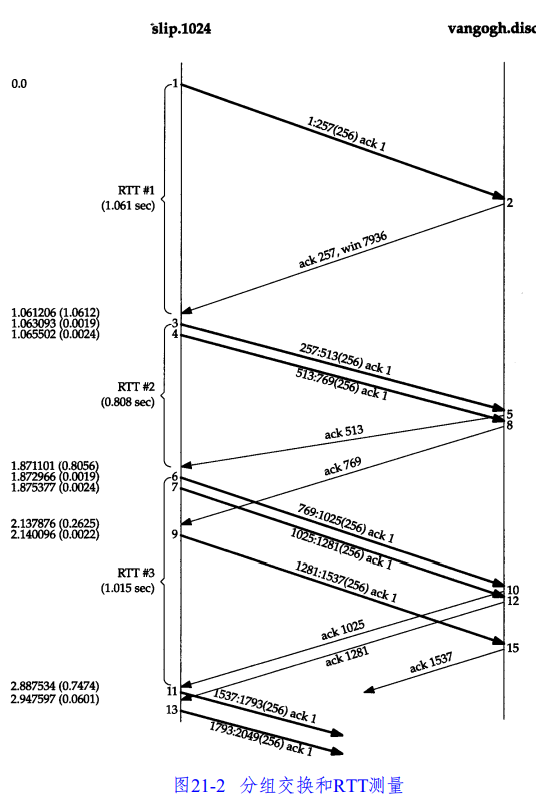 slip.1024 vangogh.disc
0.0
1
1:257(256) ack 1
RTT #1
(1.061 sec)
2
ack 257, win 7936
1.061206 (1.0612)
1.063093 (0.0019)
3
1.065502 (0.0024)
4
257:513(256) ack 1
513:769(256) ack 1
RTT #2
(0.808 sec)
5
8
ack 513
ack 769
1.871101 (0.8056)
1.872966 (0.0019)
6
1.875377 (0.0024)
7
769:1025(256) ack 1
2.137876 (0.2625)
2.140096 (0.0022)
9
1025:1281(256) ack 1
1281:1537(256) ack 1
RTT #3
(1.015 sec)
10
12
ack 1025
ack 1281
15
ack 1537
2.887534 (0.7474)
11
2.947597 (0.0601)
13
1537:1793(256) ack 1
1793:2049(256) ack 1
图21-2 分组交换和RTT测量